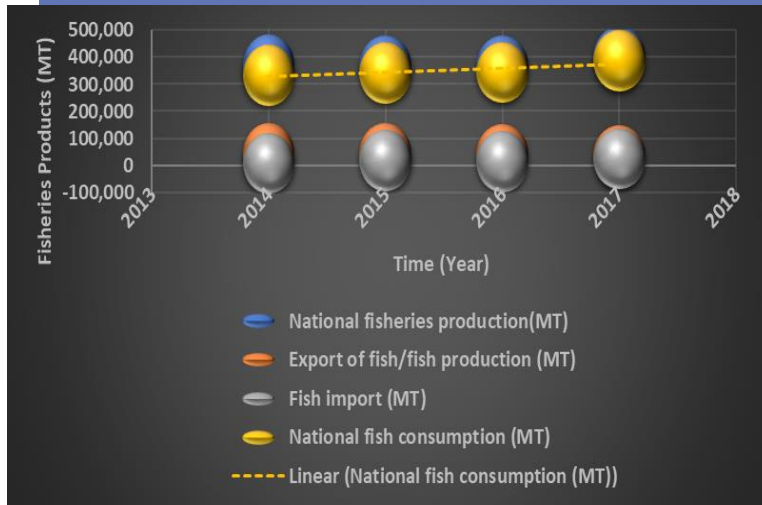 Fisheries Products (MT)
500,000
400,000
300,000
200,000
100,000
0
-100,000
2013
2014
2015
2016
2017
2018
Time (Year)
National fisheries production(MT)
Export of fish/fish production (MT)
Fish import (MT)
National fish consumption (MT)
Linear (National fish consumption (MT))